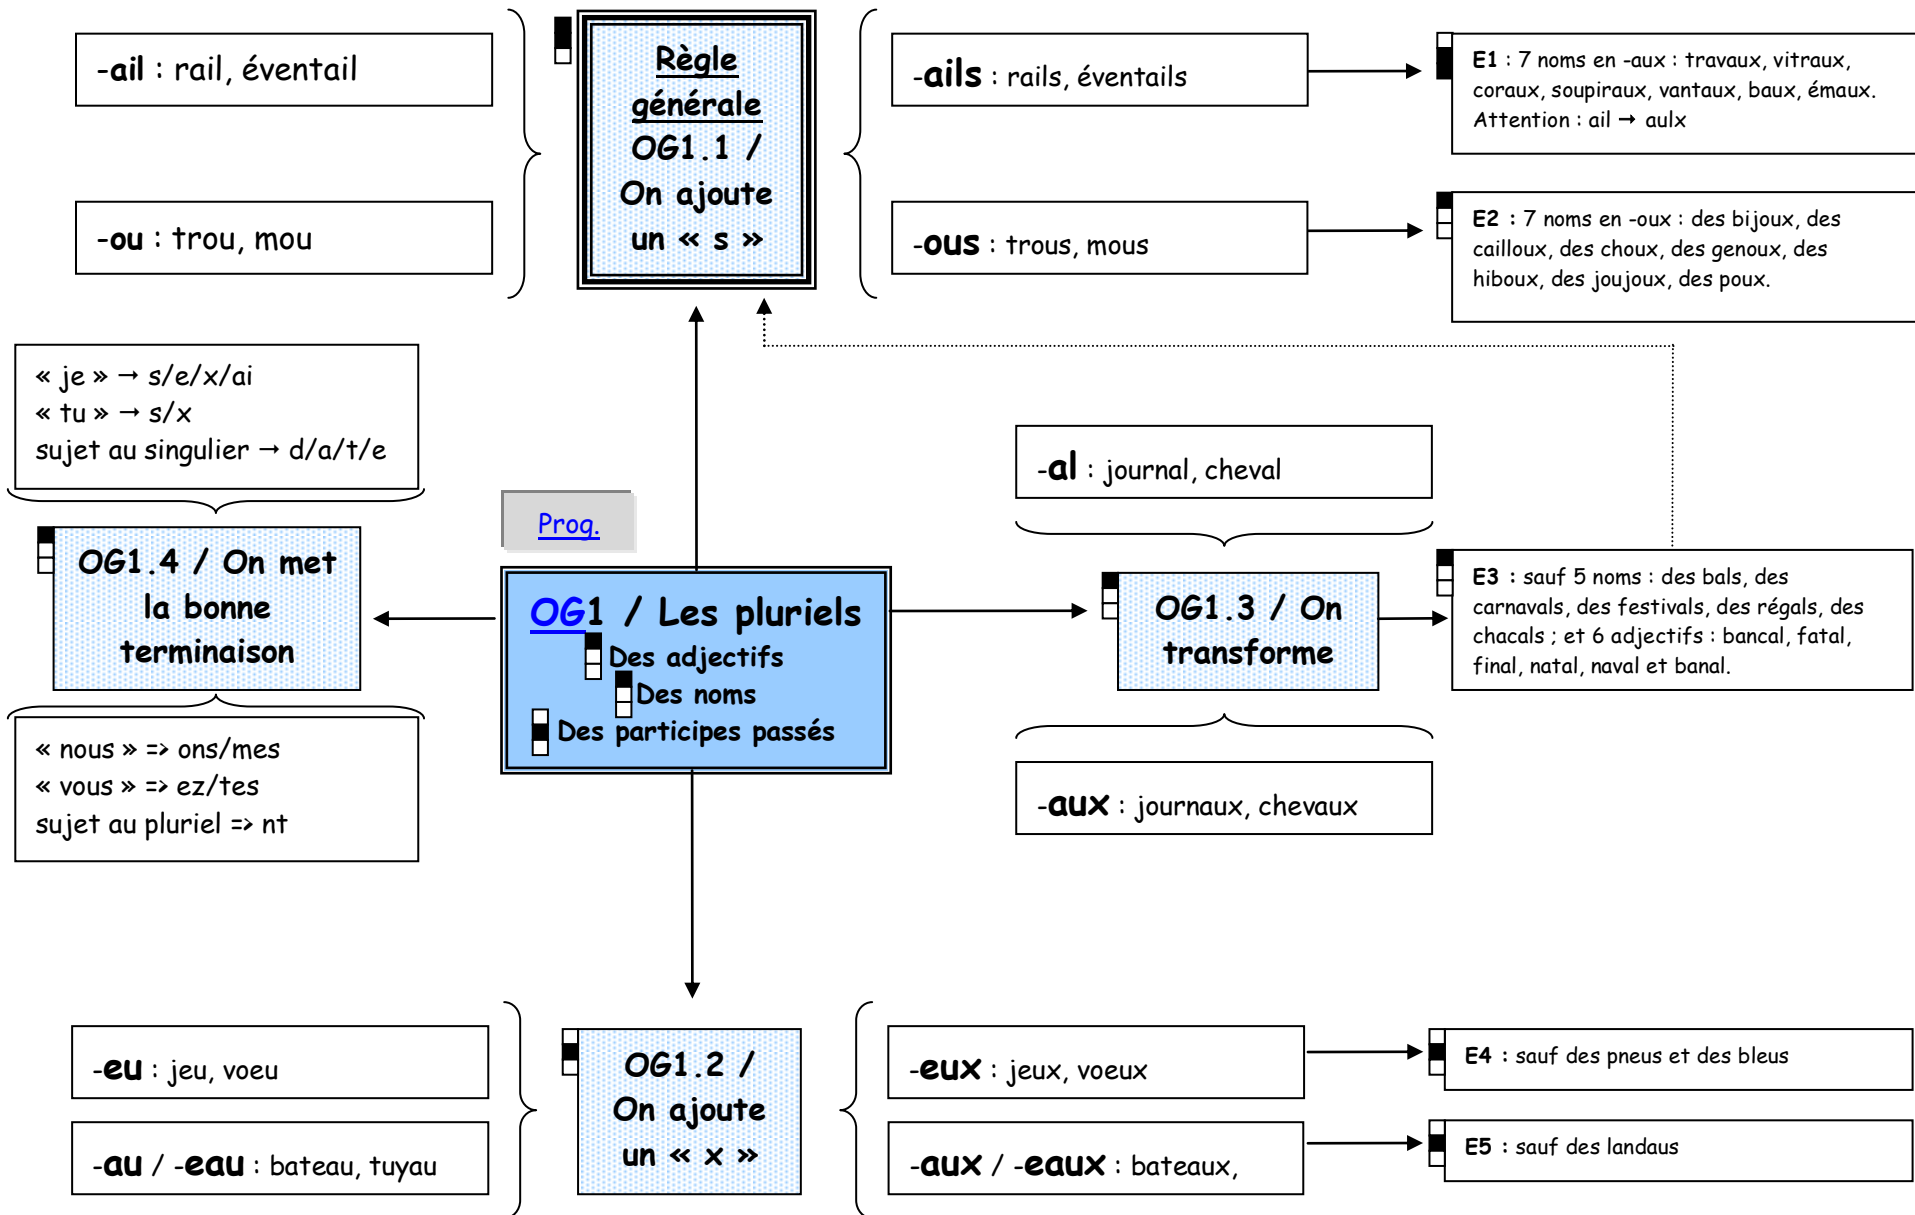 -ail : rail, éventail
-ou : trou, mou
Règle
générale
OG1.1 /
On ajoute
un « s »
-ails : rails, éventails
-ous : trous, mous
E1 : 7 noms en -aux : travaux, vitraux,
coraux, soupiraux, vantaux, baux, émaux.
Attention : ail → aulx
E2 : 7 noms en -oux : des bijoux, des
cailloux, des choux, des genoux, des
hiboux, des joujoux, des poux.
« je » → s/e/x/ai
« tu » → s/x
sujet au singulier → d/a/t/e
OG1.4 / On met
la bonne
terminaison
« nous » => ons/mes
« vous » => ez/tes
sujet au pluriel => nt
Prog.
OG1 / Les pluriels
Des adjectifs
Des noms
Des participes passés
-al : journal, cheval
OG1.3 / On
transforme
-aux : journaux, chevaux
E3 : sauf 5 noms : des bals, des
carnavals, des festivals, des régals, des
chacals ; et 6 adjectifs : bancal, fatal,
final, natal, naval et banal.
-eu : jeu, voeu
-au / -eau : bateau, tuyau
OG1.2 /
On ajoute
un « x »
-eux : jeux, voeux
-aux / -eaux : bateaux,
E4 : sauf des pneus et des bleus
E5 : sauf des landaus